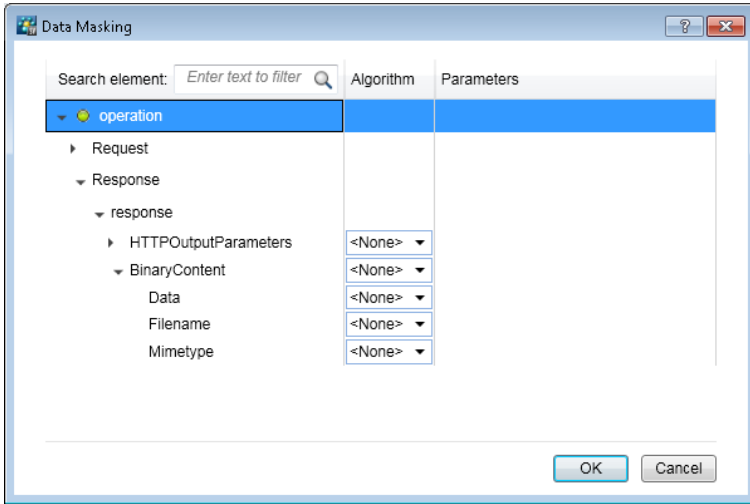 Data Masking
?
Search element: Enter text to filter Algorithm Parameters
operation
Request
Response
response
HTTPOutputParameters <None>
BinaryContent <None>
Data <None>
Filename <None>
Mimetype <None>
OK Cancel